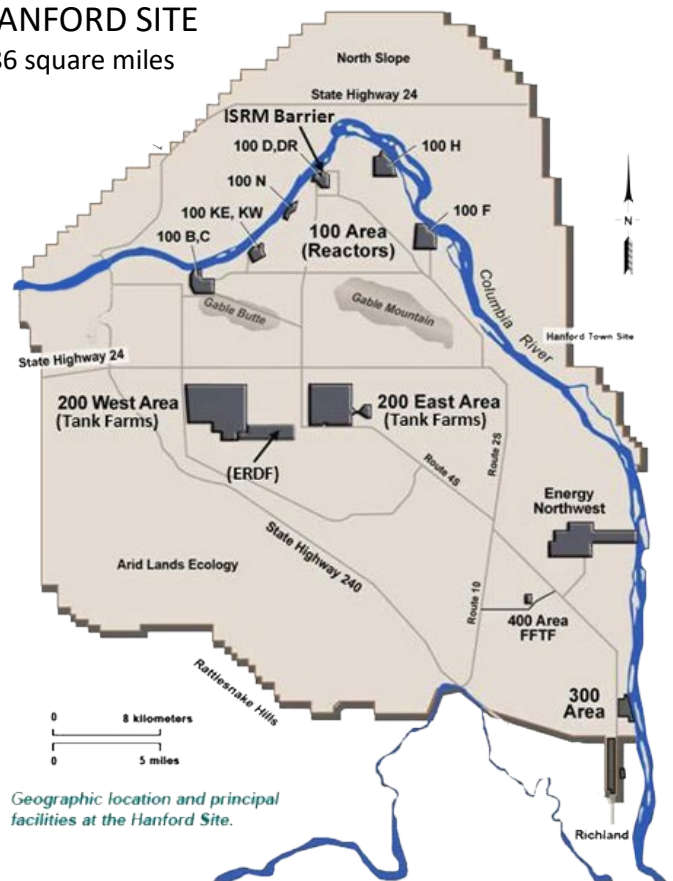 ANFORD SITE
36 square miles
North Slope
State Highway 24
ISRM Barrier
100 D,DR
100 H
100 N
100 KE, KW
100 F
100 B,C
100 Area
(Reactors)
N
Gable Butte
Gable Mountain
Columbia River
Hanford Town Site
State Highway 24
200 West Area
(Tank Farms)
200 East Area
(Tank Farms)
(ERDF)
Route 4S
Route 2S
Energy
Northwest
State Highway 240
Arid Lands Ecology
Route 10
400 Area
FFTF
Rattlesnake Hills
300
Area
0 8 kilometers
0 5 miles
Geographic location and principal
facilities at the Hanford Site.
Richland